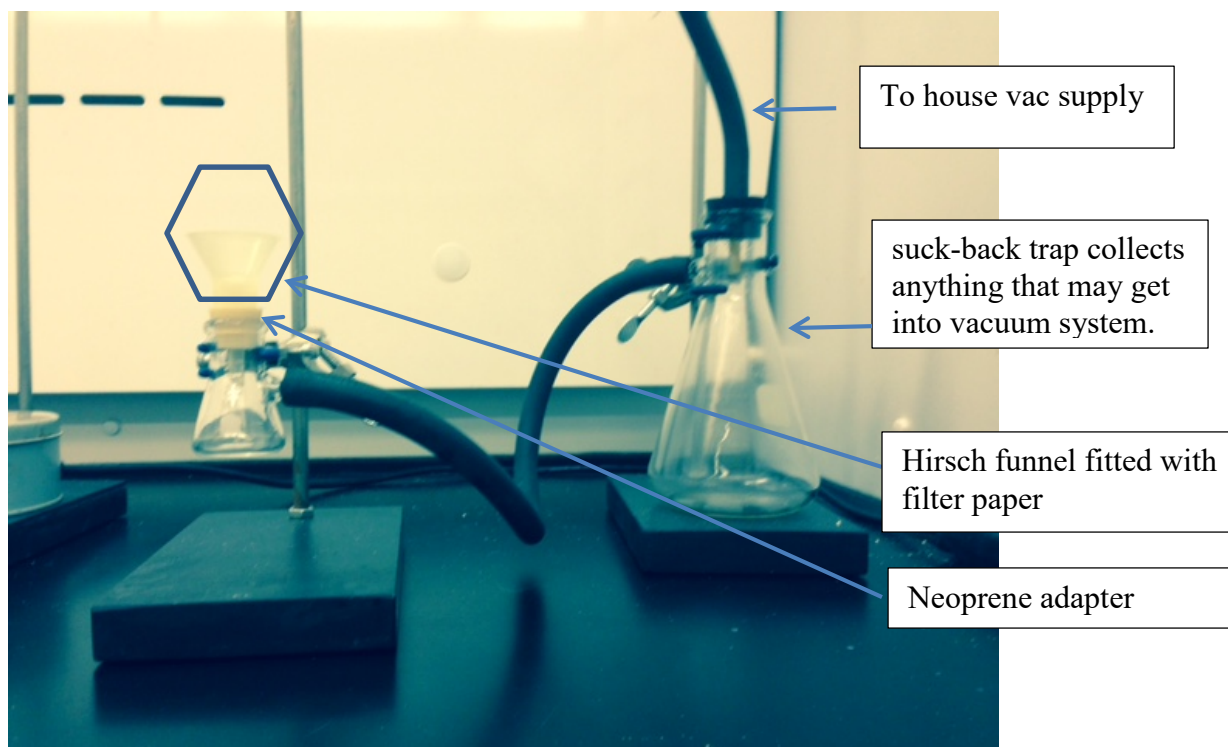 To house vac supply
suck-back trap collects
anything that may get
into vacuum system.
Hirsch funnel fitted with
filter paper
Neoprene adapter